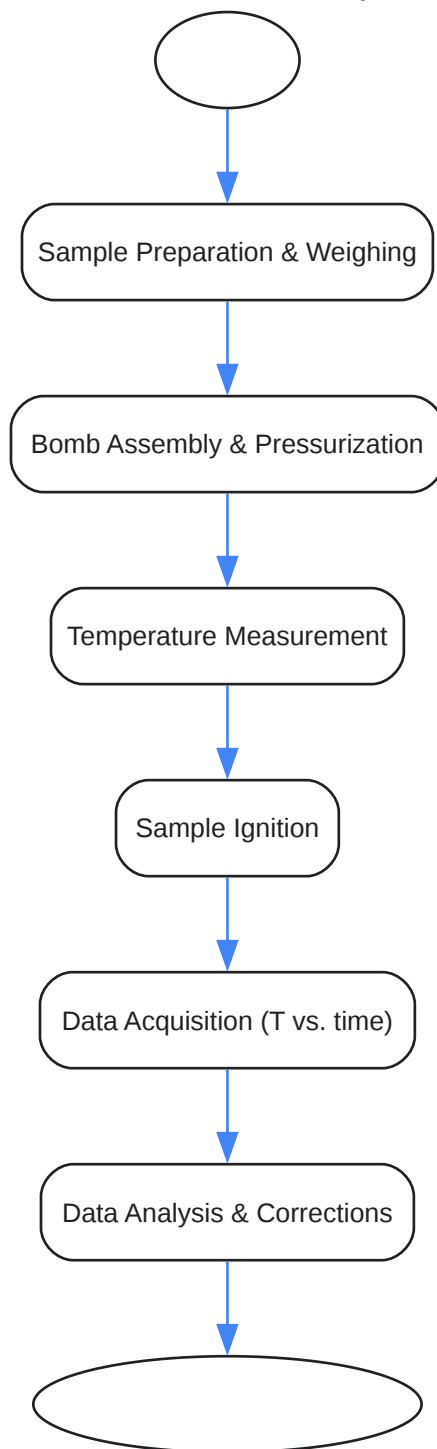 Sample Preparation & Weighing
Bomb Assembly & Pressurization
Temperature Measurement
Sample Ignition
Data Acquisition (T vs. time)
Data Analysis & Corrections